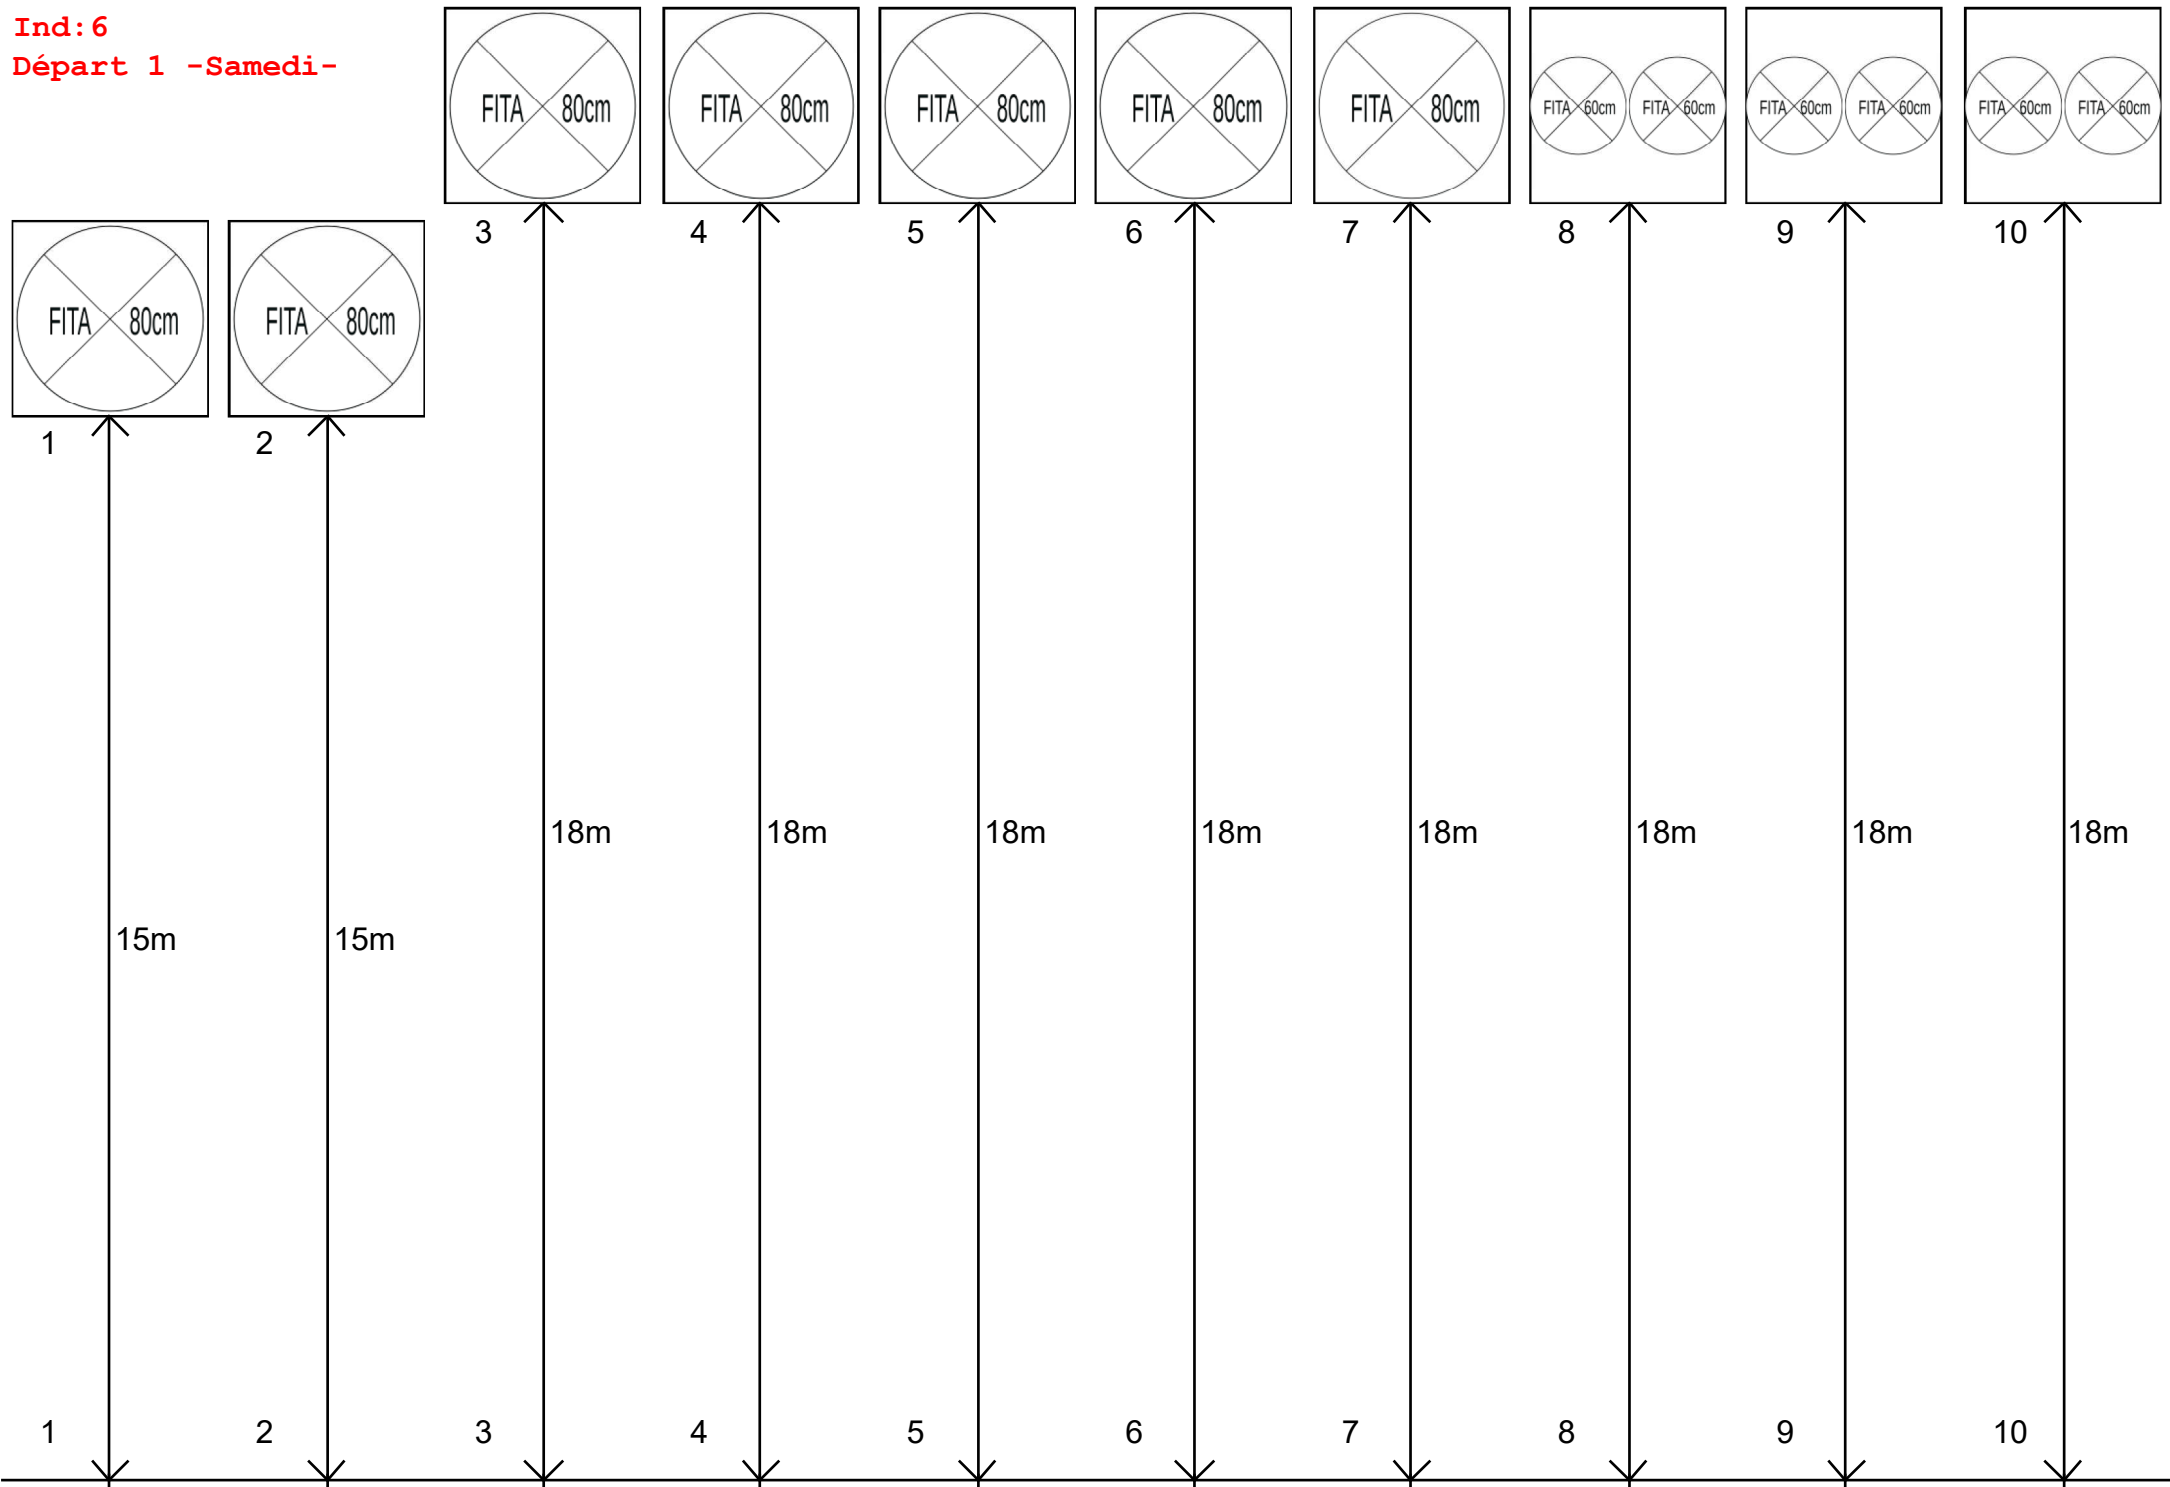 Ind:6
Départ 1 -Samedi-
FITA 80cm FITA 80cm FITA 80cm FITA 80cm FITA 80cm FITA 60cm FITA 60cm FITA 60cm FITA 60cm FITA 60cm FITA 60cm
3 4 5 6 7 8 9 10
FITA 80cm FITA 80cm
1 2
18m 18m 18m 18m 18m 18m 18m 18m
15m 15m
1 2 3 4 5 6 7 8 9 10